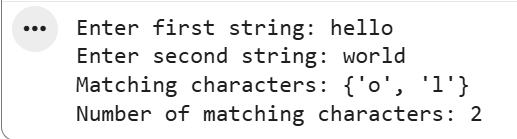 Enter first string: hello
Enter second string: world
Matching characters: {'o', 'l'}
Number of matching characters: 2